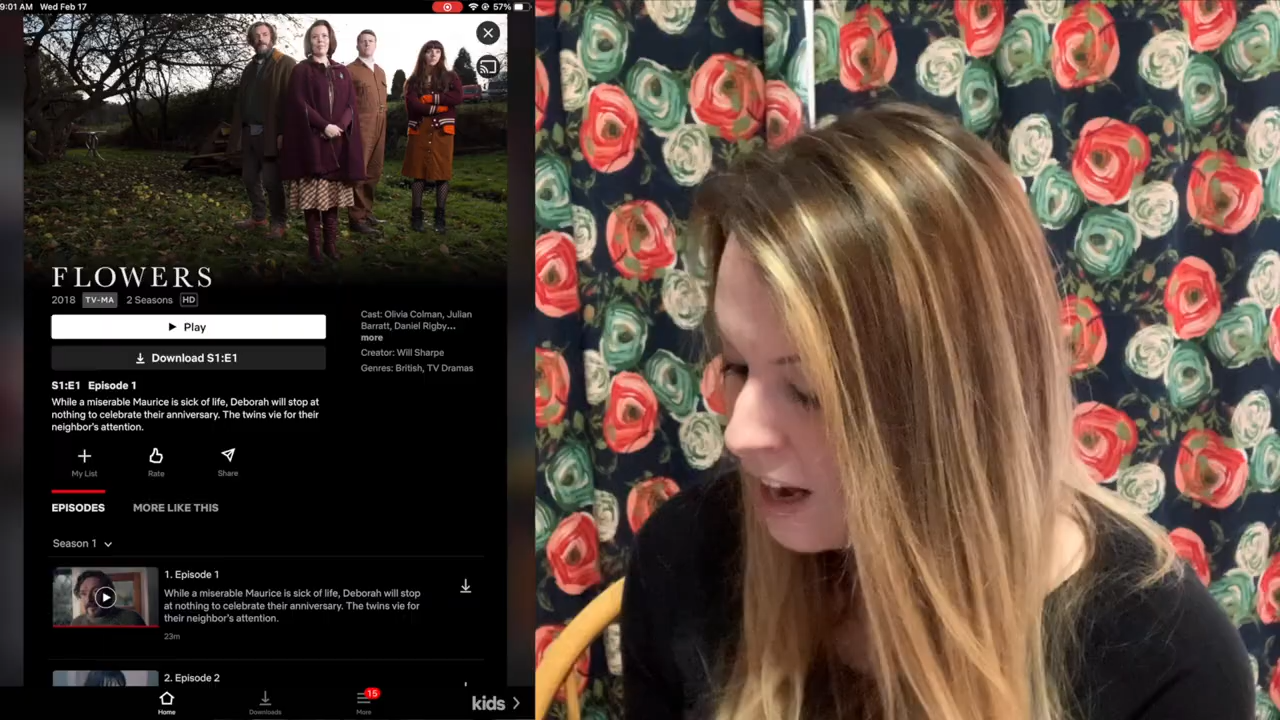 9:01 AM Wed Feb 17
57%
FLOWERS
2018 TV-MA 2 Seasons HD
Play
Download S1:E1
Cast: Olivia Colman, Julian
Barratt, Daniel Rigby...
more
Creator: Will Sharpe
Genres: British, TV Dramas
S1:E1 Episode 1
While a miserable Maurice is sick of life, Deborah will stop at
nothing to celebrate their anniversary. The twins vie for their
neighbor's attention.
My List
Rate
Share
EPISODES
MORE LIKE THIS
Season 1
1. Episode 1
While a miserable Maurice is sick of life, Deborah will stop
at nothing to celebrate their anniversary. The twins vie for
their neighbor's attention.
23m
2. Episode 2
15
Home
Downloads
More
kids